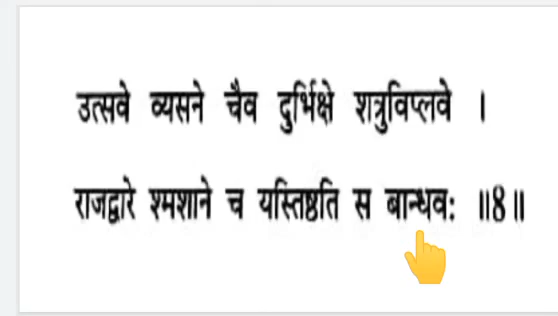 उत्सवे व्यसने चैव दुर्भिक्षे शत्रुविप्लवे ।
राजद्वारे श्मशाने च यस्तिष्ठति स बान्धवः ॥8॥